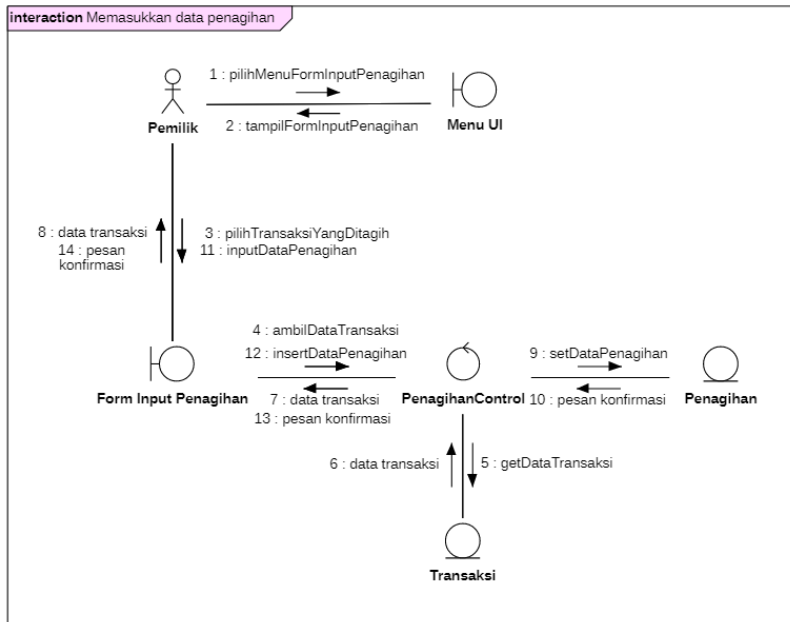 interaction Memasukkan data penagihan
1 : pilihMenuFormInputPenagihan
Pemilik
2 : tampilFormInputPenagihan
Menu UI
8 : data transaksi
14 : pesan
konfirmasi
3 : pilihTransaksiYangDitagih
11 : inputDataPenagihan
4 : ambilDataTransaksi
12 : insertDataPenagihan
9 : setDataPenagihan
Form Input Penagihan
7 : data transaksi
13 : pesan konfirmasi
PenagihanControl
10 : pesan konfirmasi
Penagihan
6 : data transaksi
5 : getDataTransaksi
Transaksi